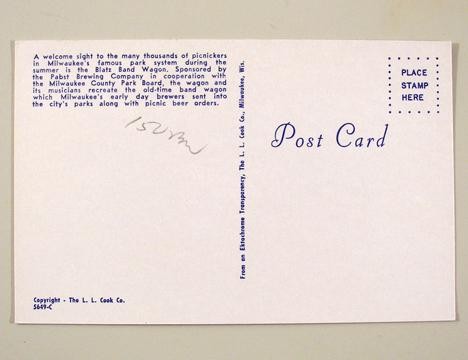 A welcome sight to the many thousands of picnickers
in Milwaukee's famous park system during the
summer is the Blatz Band Wagon. Sponsored by
the Pabst Brewing Company in cooperation with
the Milwaukee County Park Board, the wagon and
its musicians recreate the old-time band wagon
which Milwaukee's early day brewers sent into
the city's parks along with picnic beer orders.
Copyright - The L. L. Cook Co.
5649-C
From an Ektachrome Transparency, The L. L. Cook Co., Milwaukee, Wis.
PLACE
STAMP
HERE
Post Card